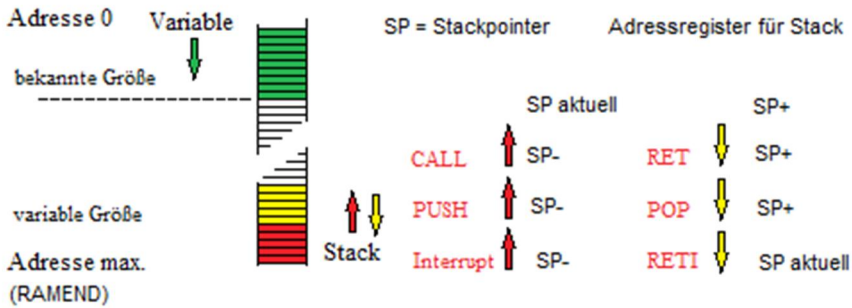 Adresse 0 Variable SP = Stackpointer Adressregister für Stack
bekannte Größe
SP aktuell SP+
CALL SP- RET SP+
variable Größe PUSH SP- POP SP+
Stack
Adresse max. Interrupt SP- RETI SP aktuell
(RAMEND)